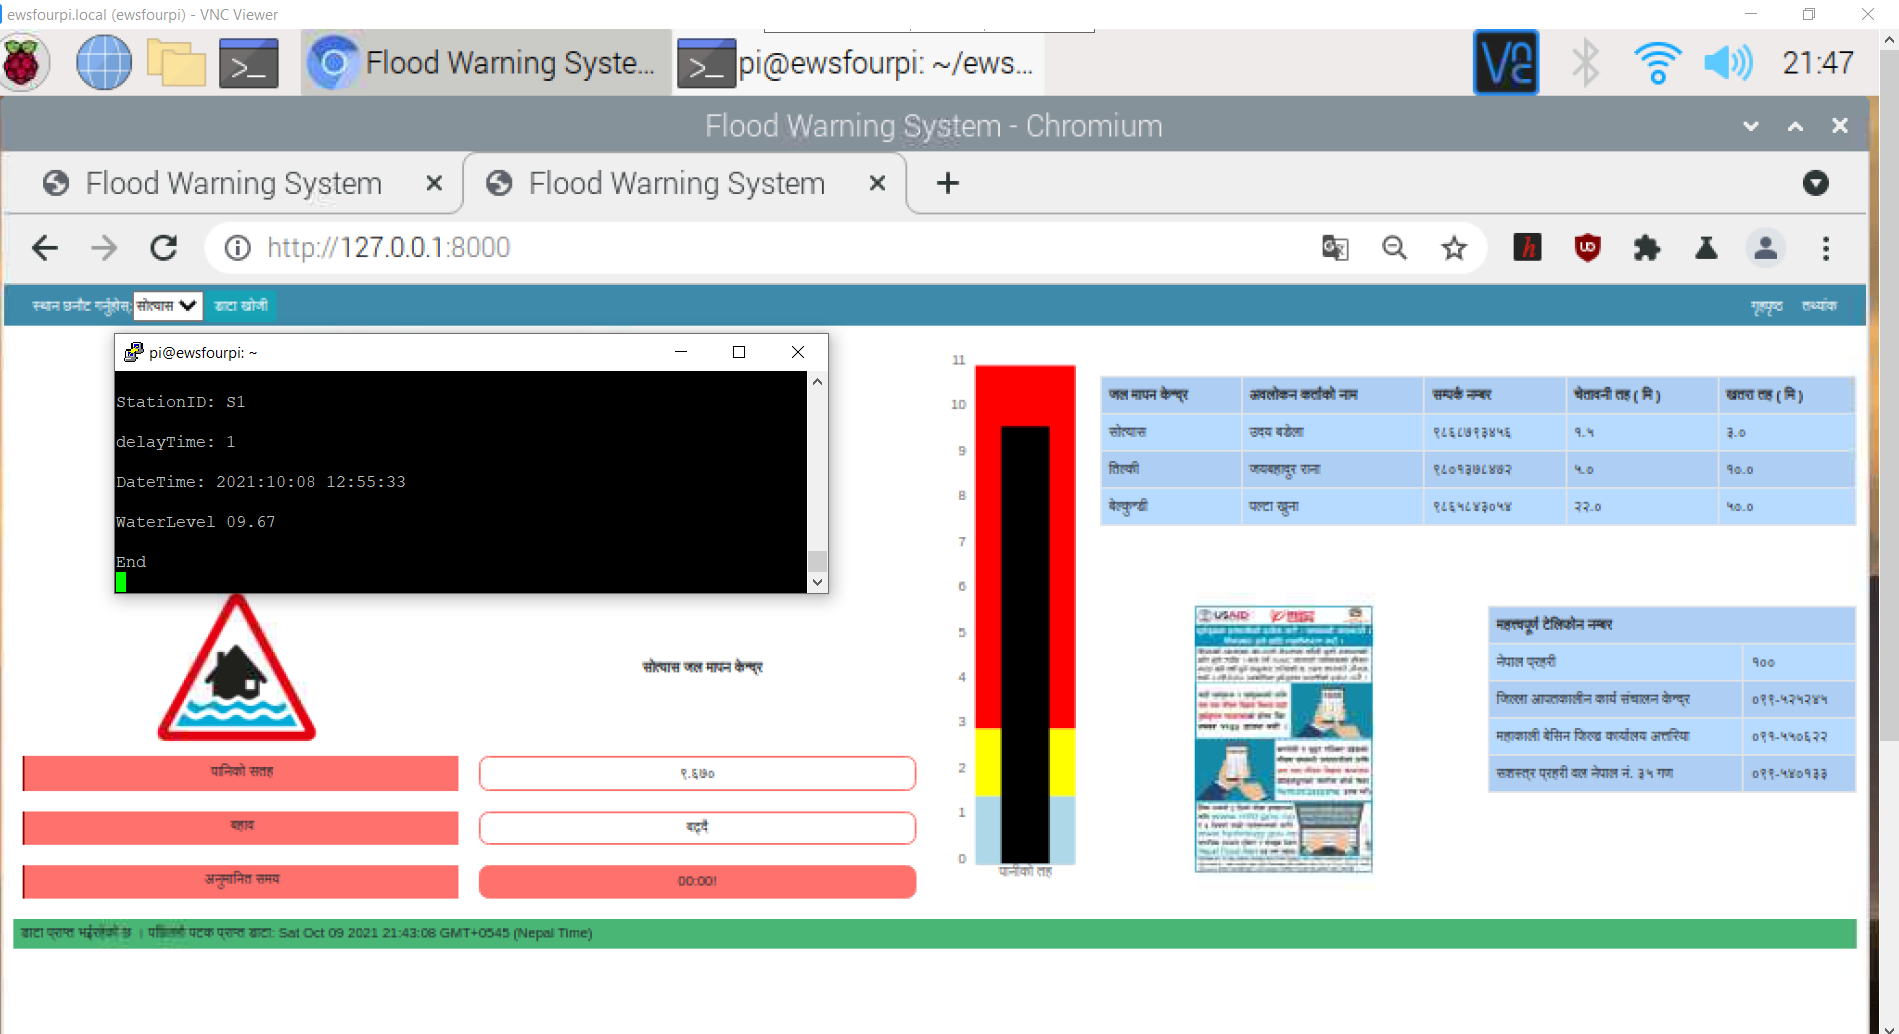 ewsfourpi.local (ewsfourpi) - VNC Viewer
Flood Warning Syste...
pi@ewsfourpi: ~/ews...
21:47
Flood Warning System - Chromium
Flood Warning System
Flood Warning System
http://127.0.0.1:8000
स्थान छनौट गर्नुहोस्:
सोत्यास
डाटा खोजी
गृहपृष्ठ
तथ्यांक
pi@ewsfourpi: ~
StationID: S1
delayTime: 1
DateTime: 2021:10:08 12:55:33
WaterLevel 09.67
End
सोत्यास जल मापन केन्द्र
पानिको सतह
९.६७०
बहाव
बढ्दै
अनुमानित समय
00:00!
11
10
9
8
7
6
5
4
3
2
1
0
पानीको तह
जल मापन केन्द्र अवलोकन कर्ताको नाम सम्पर्क नम्बर चेतावनी तह ( मि ) खतरा तह ( मि )
सोत्यास उदय बडेला ९८६८७९३४५६ १.५ ३.०
तिल्की जयबहादुर राना ९८०१३७८४७२ ५.० १०.०
बेल्कुन्डी पल्टा खुना ९८६५८४३०५४ २२.० ५०.०
USAID
महत्त्वपूर्ण टेलिफोन नम्बर
नेपाल प्रहरी १००
जिल्ला आपतकालीन कार्य संचालन केन्द्र ०९९-५२५२४५
महाकाली बेसिन फिल्ड कार्यालय अत्तरिया ०९१-५५०६२२
सशस्त्र प्रहरी वल नेपाल नं. ३५ गण ०९९-५४०१३३
डाटा प्राप्त भईरहेको छ । पछिल्लो पटक प्राप्त डाटा: Sat Oct 09 2021 21:43:08 GMT+0545 (Nepal Time)